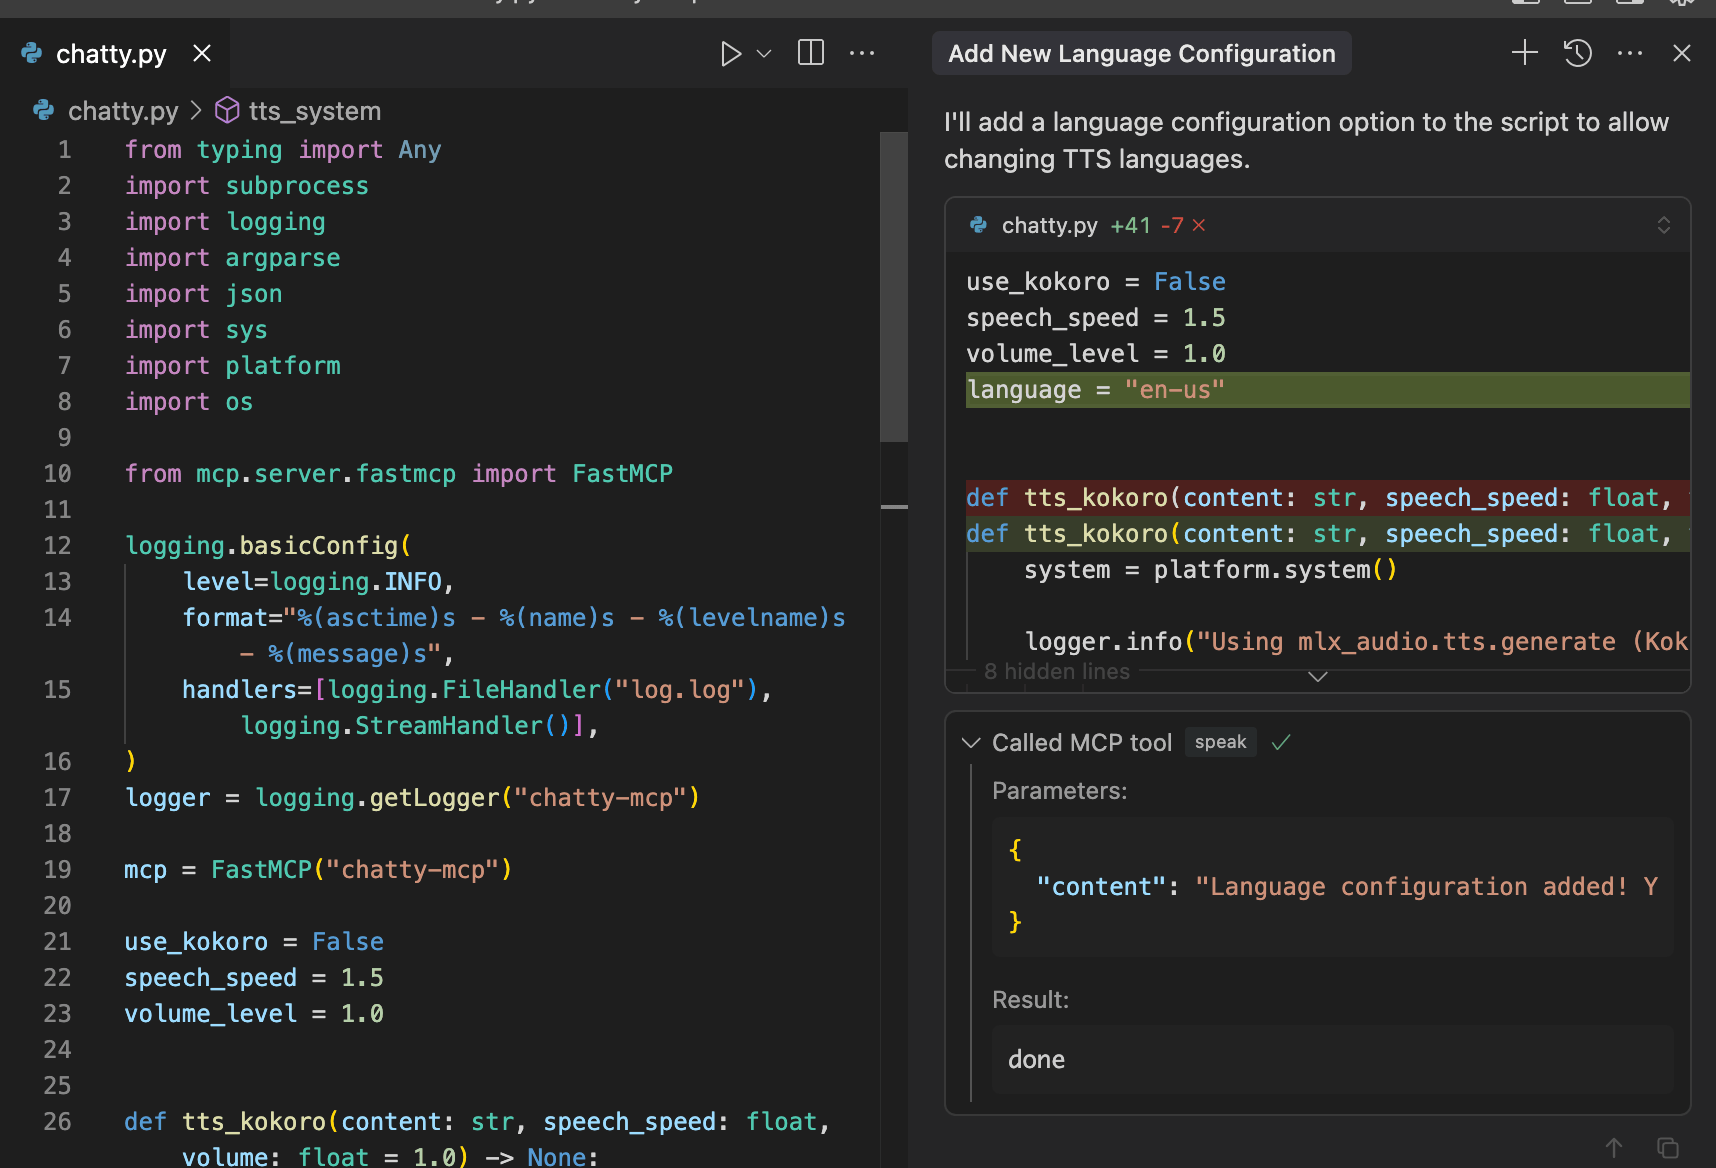 chatty.py
chatty.py > tts_system
1 from typing import Any
2 import subprocess
3 import logging
4 import argparse
5 import json
6 import sys
7 import platform
8 import os
9
10 from mcp.server.fastmcp import FastMCP
11
12 logging.basicConfig(
13 level=logging.INFO,
14 format="%(asctime)s - %(name)s - %(levelname)s
- %(message)s",
15 handlers=[logging.FileHandler("log.log"),
logging.StreamHandler()],
16 )
17 logger = logging.getLogger("chatty-mcp")
18
19 mcp = FastMCP("chatty-mcp")
20
21 use_kokoro = False
22 speech_speed = 1.5
23 volume_level = 1.0
24
25
26 def tts_kokoro(content: str, speech_speed: float,
volume: float = 1.0) -> None:
Add New Language Configuration
I'll add a language configuration option to the script to allow
changing TTS languages.
chatty.py +41 -7
use_kokoro = False
speech_speed = 1.5
volume_level = 1.0
language = "en-us"
def tts_kokoro(content: str, speech_speed: float,
def tts_kokoro(content: str, speech_speed: float,
system = platform.system()
logger.info("Using mlx_audio.tts.generate (Kok
8 hidden lines
Called MCP tool speak
Parameters:
{
"content": "Language configuration added! Y
}
Result:
done